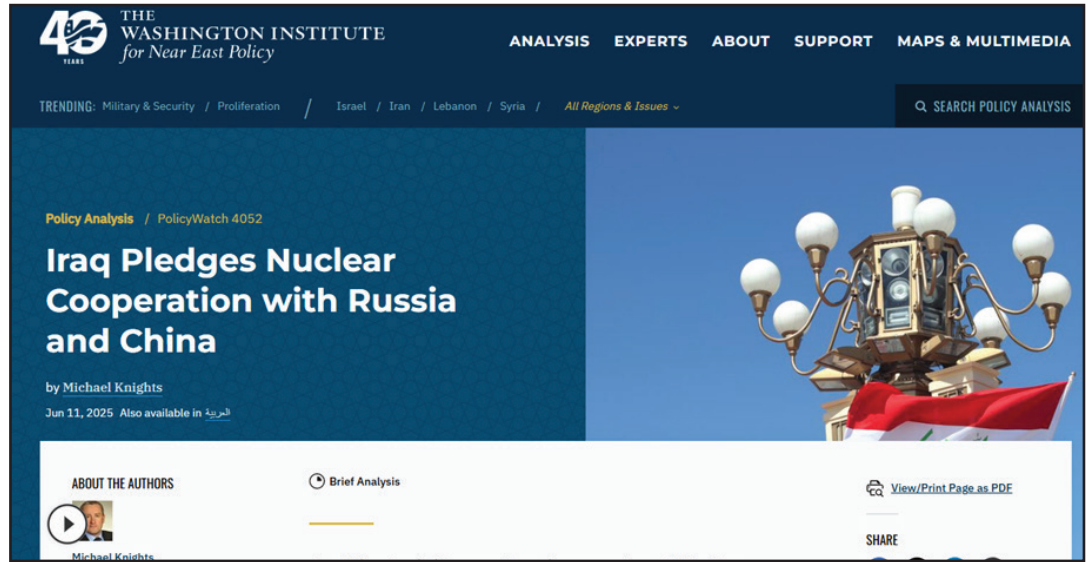 40 YEARS
THE
WASHINGTON INSTITUTE
for Near East Policy
ANALYSIS EXPERTS ABOUT SUPPORT MAPS & MULTIMEDIA
TRENDING: Military & Security / Proliferation / Israel / Iran / Lebanon / Syria / All Regions & Issues
SEARCH POLICY ANALYSIS
Policy Analysis / PolicyWatch 4052
Iraq Pledges Nuclear
Cooperation with Russia
and China
by Michael Knights
Jun 11, 2025 Also available in العربية
ABOUT THE AUTHORS
Michael Knights
Brief Analysis
View/Print Page as PDF
SHARE